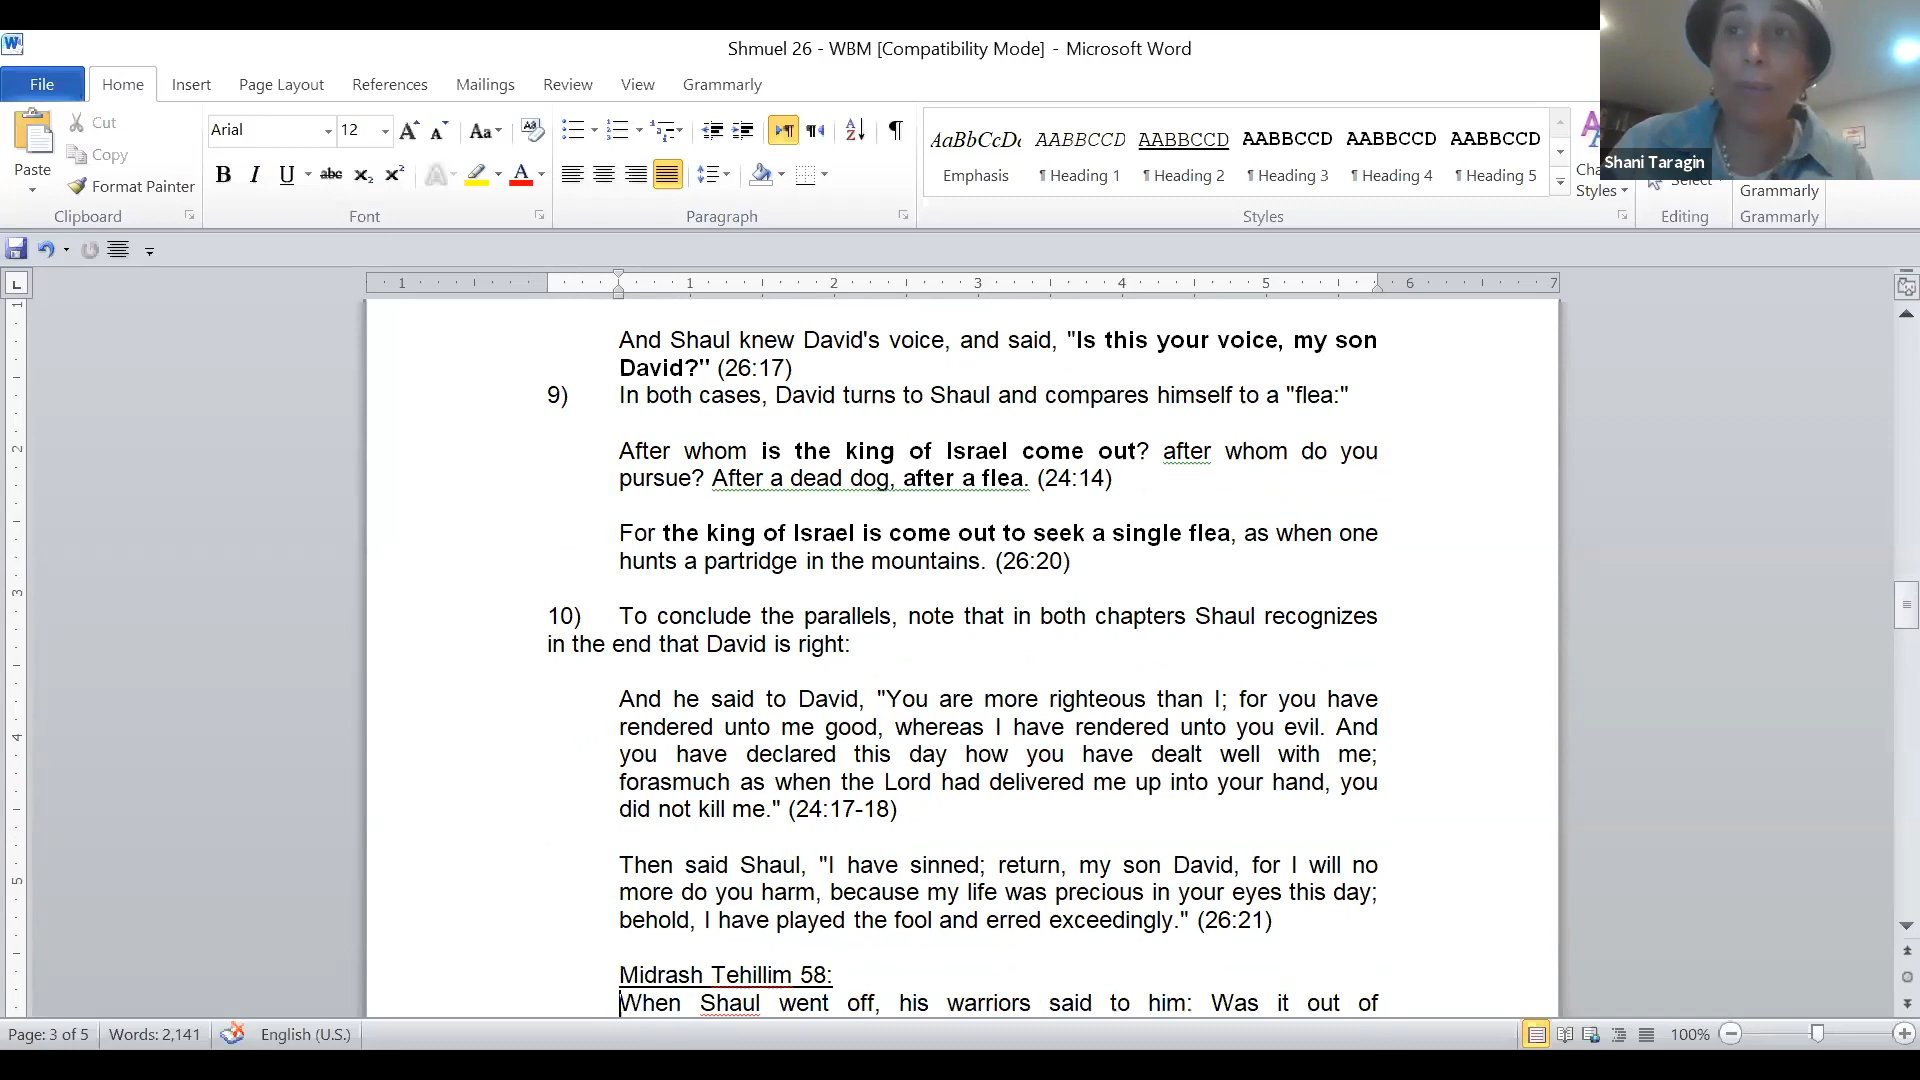 Shmuel 26 - WBM [Compatibility Mode] - Microsoft Word
File Home Insert Page Layout References Mailings Review View Grammarly
Paste
Cut
Copy
Format Painter
Clipboard
Arial 12
Font
Paragraph
AaBbCcDc AABBCCD AABBCCD AABBCCD AABBCCD AABBCCD
Emphasis ¶ Heading 1 ¶ Heading 2 ¶ Heading 3 ¶ Heading 4 ¶ Heading 5
Styles
Styles
Editing
Grammarly
Grammarly
Shani Taragin
1 1 2 3 4 5 6 7
And Shaul knew David's voice, and said, "Is this your voice, my son
David?" (26:17)
9) In both cases, David turns to Shaul and compares himself to a "flea:"
After whom is the king of Israel come out? after whom do you
pursue? After a dead dog, after a flea. (24:14)
For the king of Israel is come out to seek a single flea, as when one
hunts a partridge in the mountains. (26:20)
10) To conclude the parallels, note that in both chapters Shaul recognizes
in the end that David is right:
And he said to David, "You are more righteous than I; for you have
rendered unto me good, whereas I have rendered unto you evil. And
you have declared this day how you have dealt well with me;
forasmuch as when the Lord had delivered me up into your hand, you
did not kill me." (24:17-18)
Then said Shaul, "I have sinned; return, my son David, for I will no
more do you harm, because my life was precious in your eyes this day;
behold, I have played the fool and erred exceedingly." (26:21)
Midrash Tehillim 58:
When Shaul went off, his warriors said to him: Was it out of
Page: 3 of 5 Words: 2,141 English (U.S.) 100%